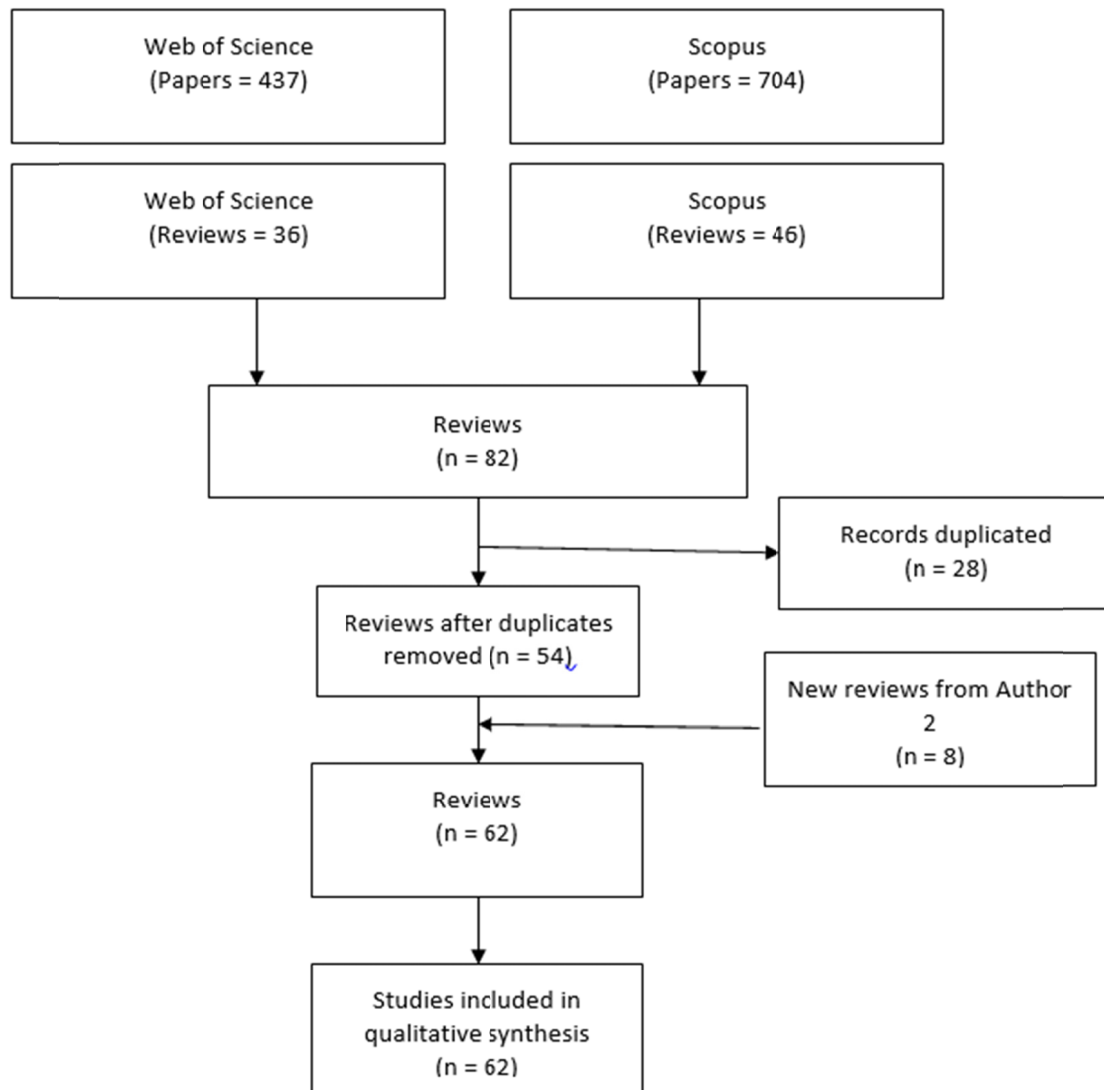 Web of Science
(Papers = 437)
Scopus
(Papers = 704)
Web of Science
(Reviews = 36)
Scopus
(Reviews = 46)
Reviews
(n = 82)
Records duplicated
(n = 28)
Reviews after duplicates
removed (n = 54)
New reviews from Author
2
(n = 8)
Reviews
(n = 62)
Studies included in
qualitative synthesis
(n = 62)